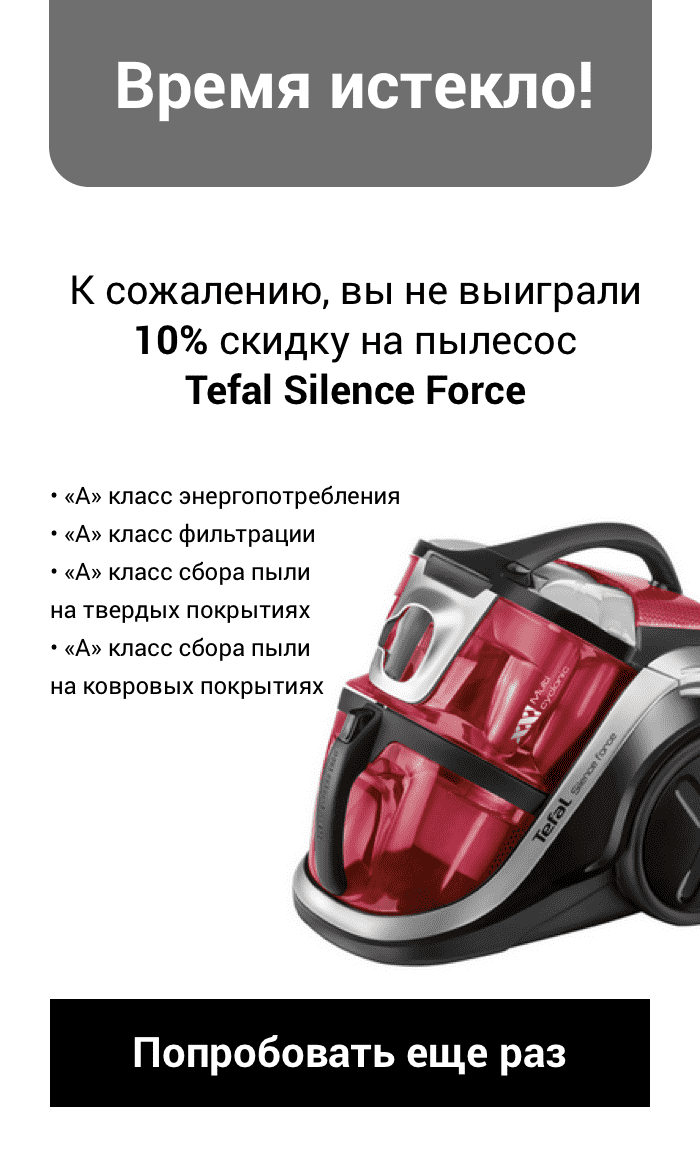 Время истекло!
К сожалению, вы не выиграли
10% скидку на пылесос
Tefal Silence Force
• «А» класс энергопотребления
• «А» класс фильтрации
• «А» класс сбора пыли
на твердых покрытиях
• «А» класс сбора пыли
на ковровых покрытиях
XXL Multi
cyclonic
Tefal Silence force
Попробовать еще раз